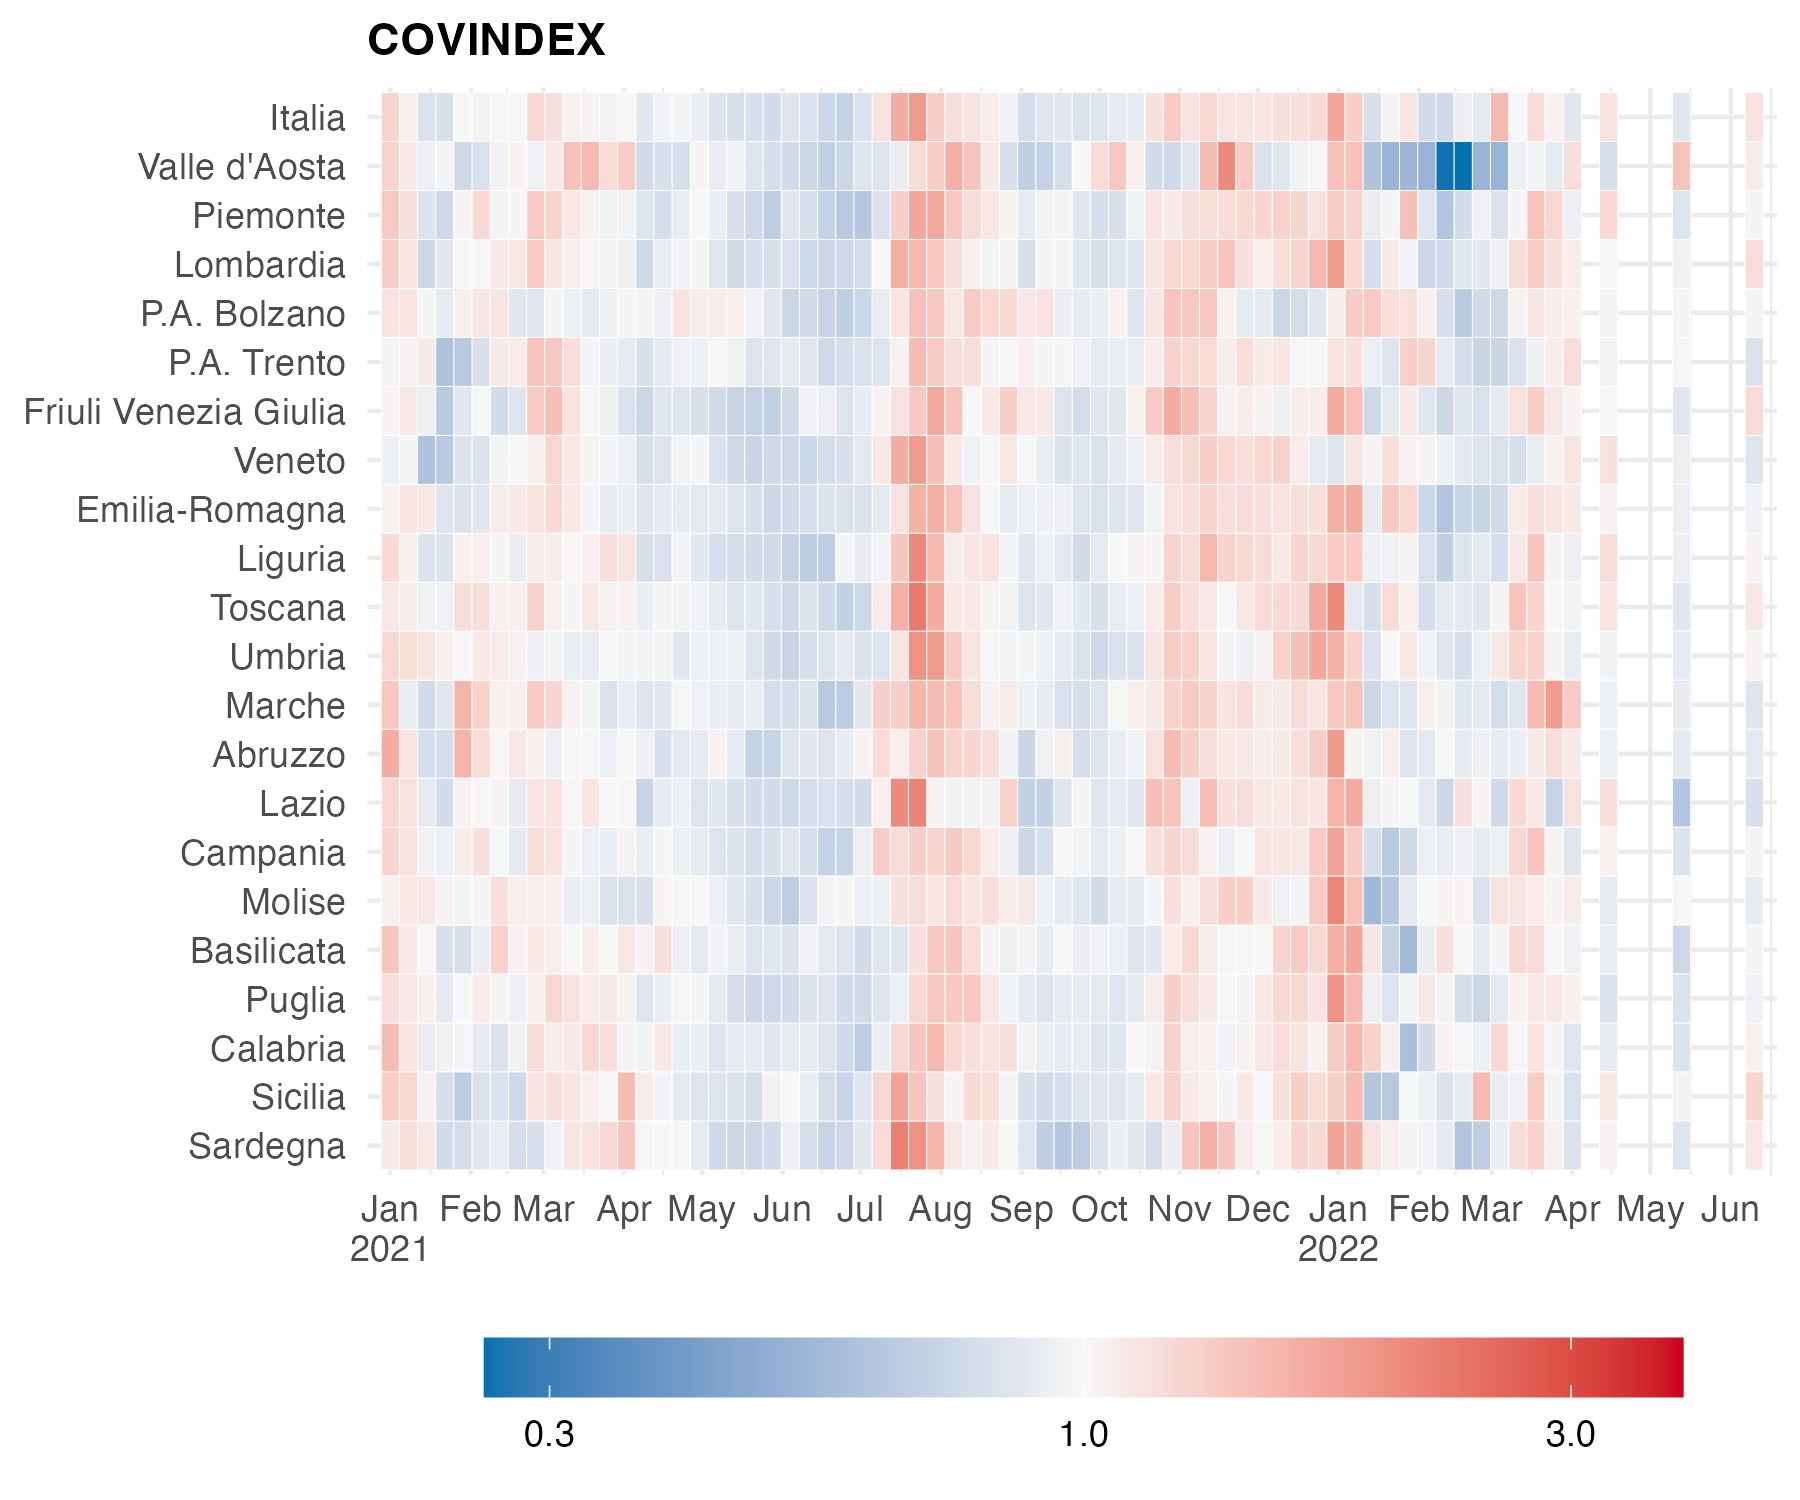 COVINDEX
Italia
Valle d'Aosta
Piemonte
Lombardia
P.A. Bolzano
P.A. Trento
Friuli Venezia Giulia
Veneto
Emilia-Romagna
Liguria
Toscana
Umbria
Marche
Abruzzo
Lazio
Campania
Molise
Basilicata
Puglia
Calabria
Sicilia
Sardegna
Jan Feb Mar Apr May Jun Jul Aug Sep Oct Nov Dec Jan Feb Mar Apr May Jun
2021 2022
0.3 1.0 3.0